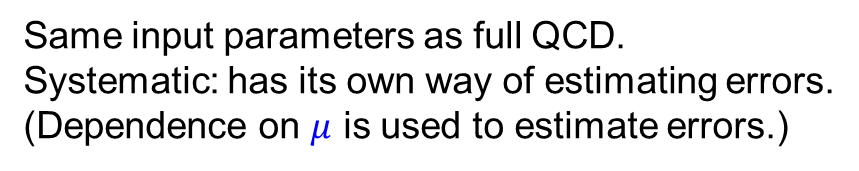 Same input parameters as full QCD.
Systematic: has its own way of estimating errors.
(Dependence on μ is used to estimate errors.)